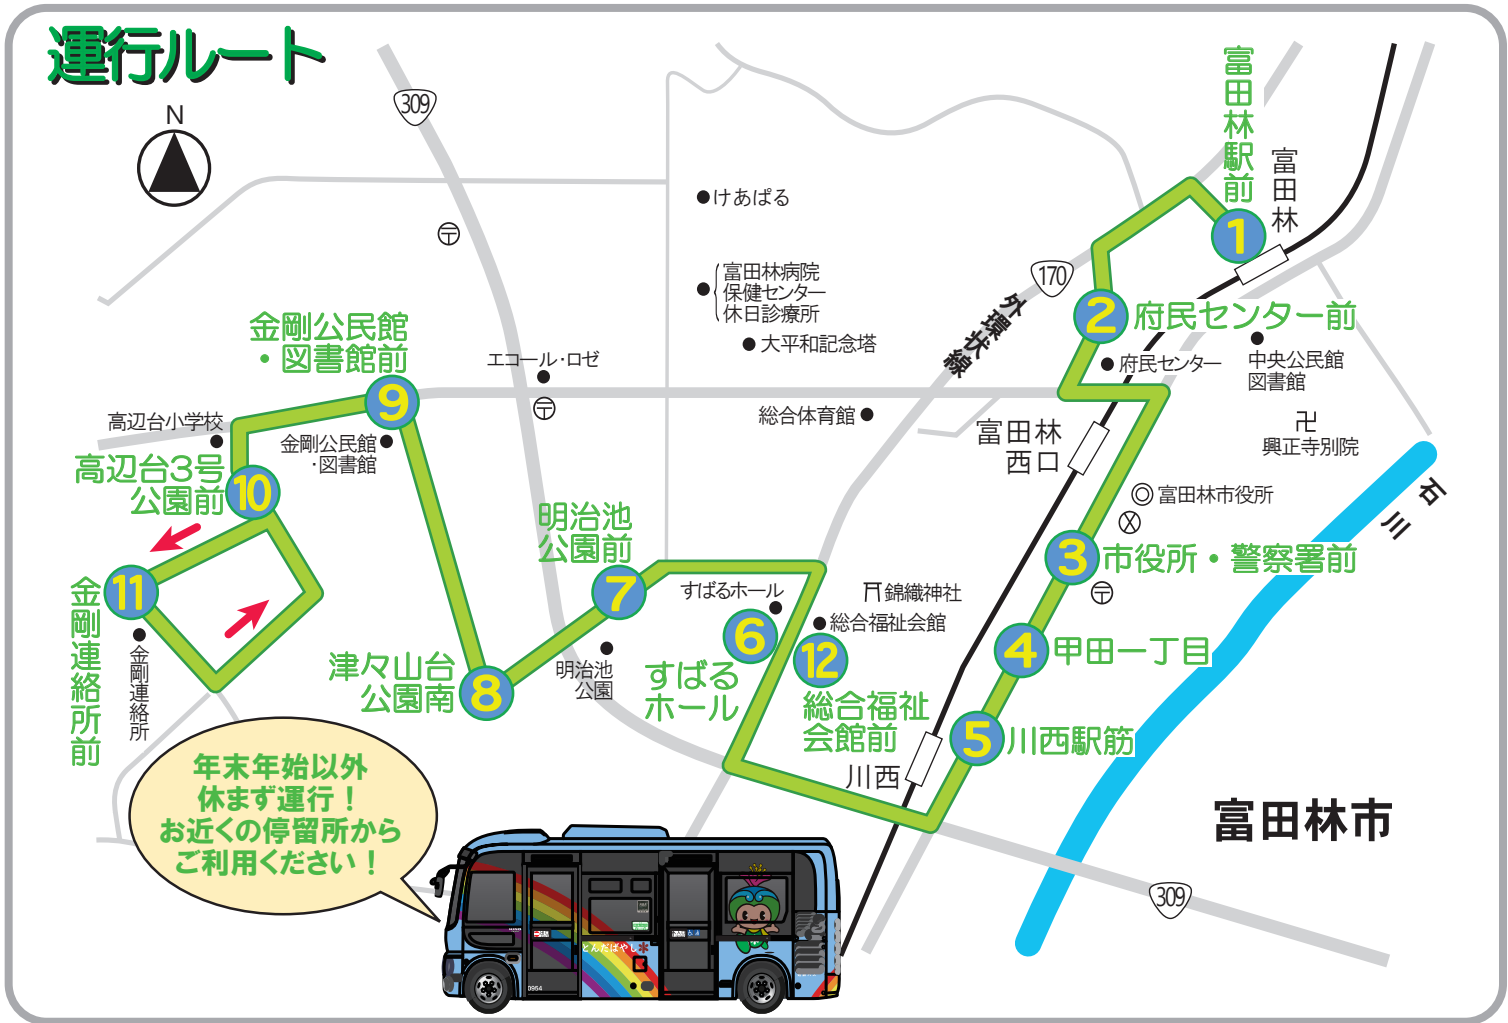 運行ルート
N
309
富田林駅前
富田林
1
けあぱる
170
外環状線
富田林病院
保健センター
休日診療所
大平和記念塔
2
府民センター前
府民センター
中央公民館
図書館
金剛公民館
・図書館前
エコール・ロゼ
9
高辺台小学校
金剛公民館
・図書館
総合体育館
富田林
西口
卍
興正寺別院
高辺台3号
公園前
10
富田林市役所
石川
明治池
公園前
3
市役所・警察署前
11
金剛連絡所前
7
すばるホール
錦織神社
総合福祉会館
6
すばる
ホール
12
総合福祉
会館前
4
甲田一丁目
金剛連絡所
津々山台
公園南
8
明治池
公園
5
川西駅筋
川西
年末年始以外
休まず運行！
お近くの停留所から
ご利用ください！
富田林市
309
とんだばやし
0954